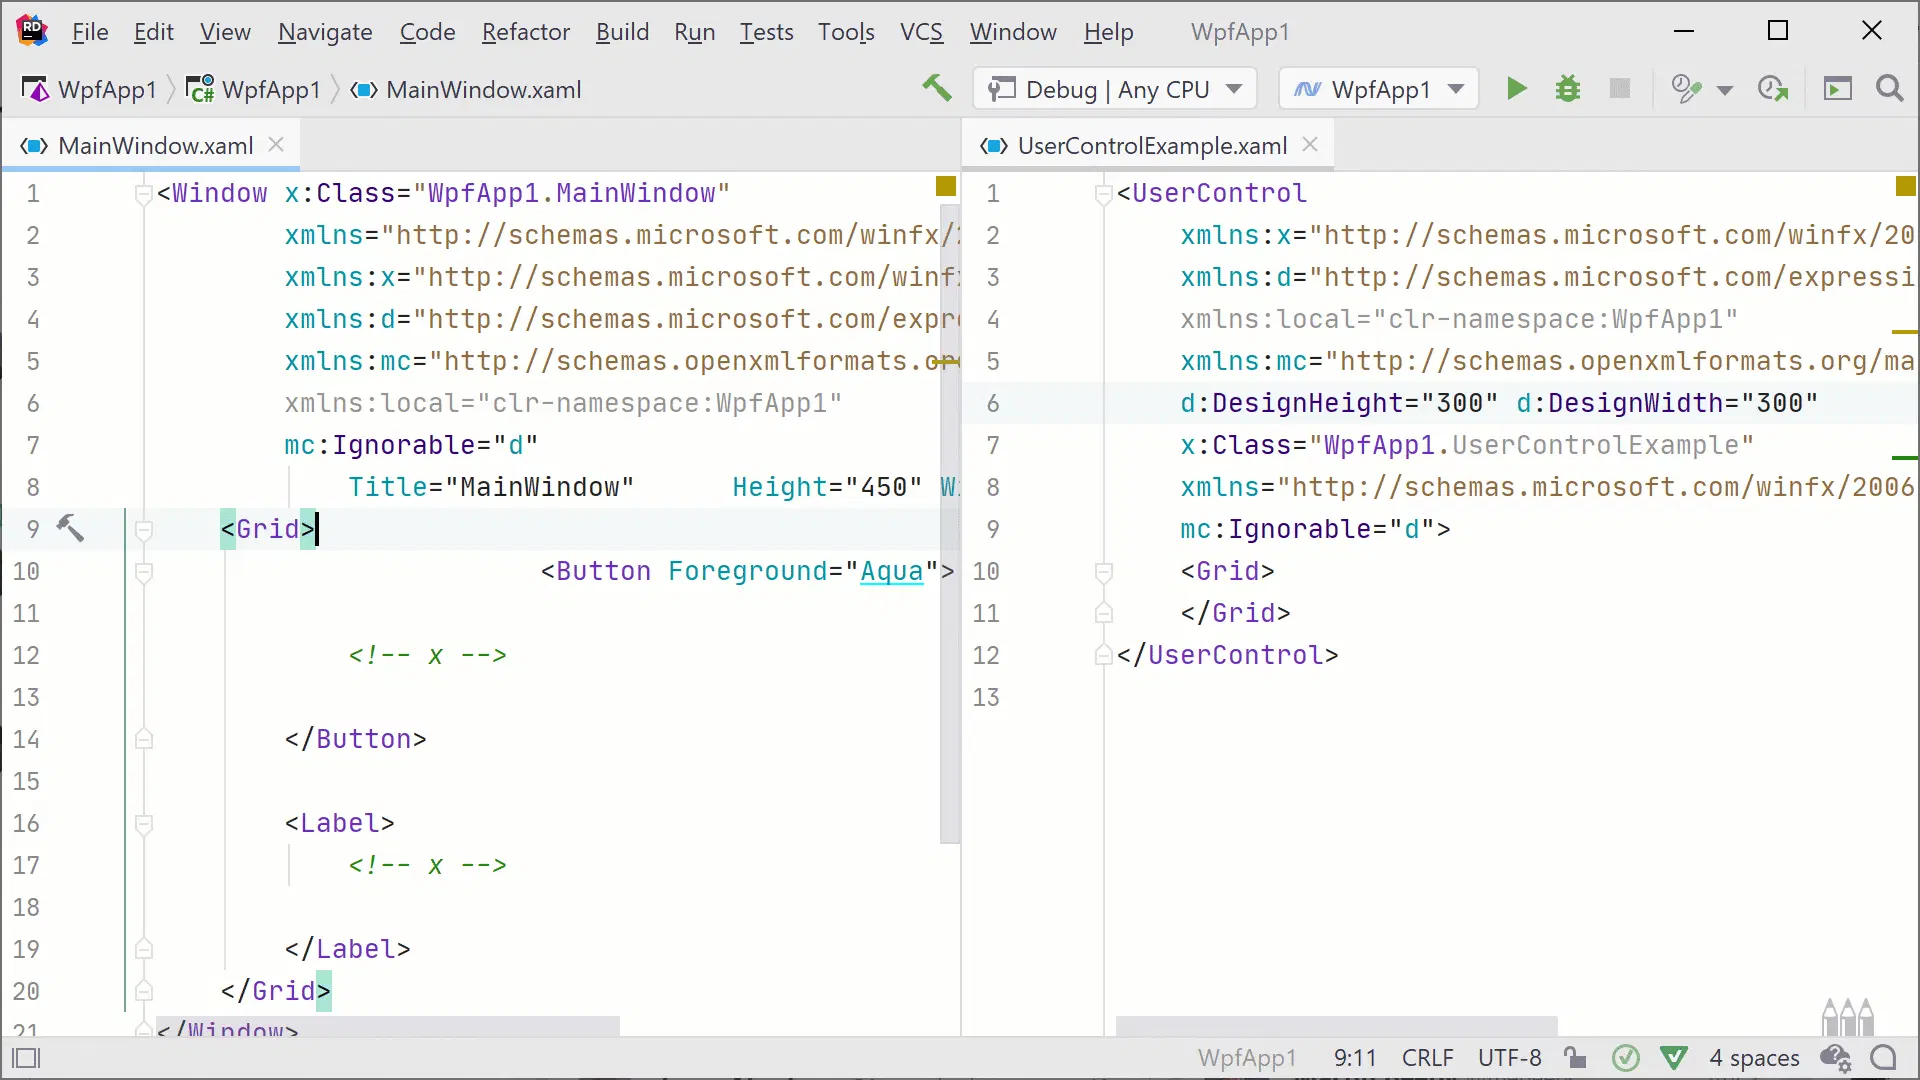 RD File Edit View Navigate Code Refactor Build Run Tests Tools VCS Window Help WpfApp1
WpfApp1 C# WpfApp1 MainWindow.xaml Debug | Any CPU WpfApp1
MainWindow.xaml
1 <Window x:Class="WpfApp1.MainWindow"
2 xmlns="http://schemas.microsoft.com/winfx/
3 xmlns:x="http://schemas.microsoft.com/winf
4 xmlns:d="http://schemas.microsoft.com/expr
5 xmlns:mc="http://schemas.openxmlformats.or
6 xmlns:local="clr-namespace:WpfApp1"
7 mc:Ignorable="d"
8 Title="MainWindow" Height="450" W
9 <Grid>
10 <Button Foreground="Aqua">
11
12 <!-- x -->
13
14 </Button>
15
16 <Label>
17 <!-- x -->
18
19 </Label>
20 </Grid>
21 </Window>
UserControlExample.xaml
1 <UserControl
2 xmlns:x="http://schemas.microsoft.com/winfx/20
3 xmlns:d="http://schemas.microsoft.com/expressi
4 xmlns:local="clr-namespace:WpfApp1"
5 xmlns:mc="http://schemas.openxmlformats.org/ma
6 d:DesignHeight="300" d:DesignWidth="300"
7 x:Class="WpfApp1.UserControlExample"
8 xmlns="http://schemas.microsoft.com/winfx/2006
9 mc:Ignorable="d">
10 <Grid>
11 </Grid>
12 </UserControl>
13
WpfApp1 9:11 CRLF UTF-8 4 spaces